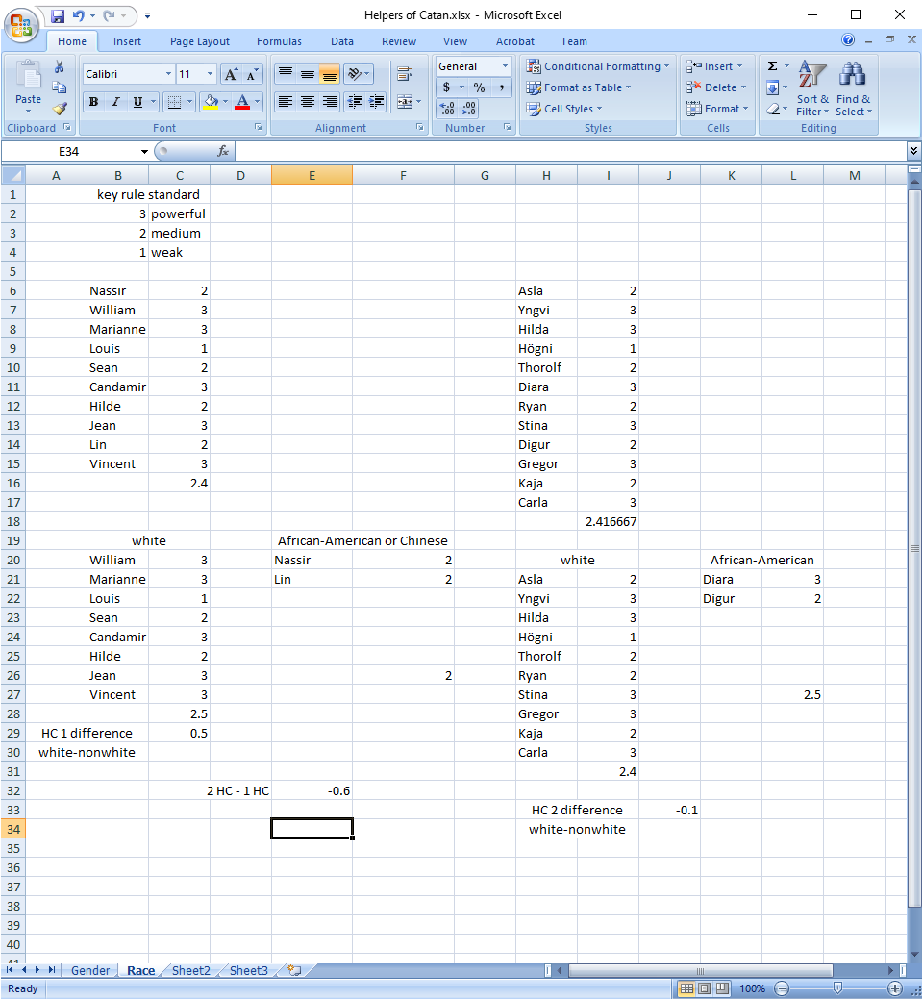 Helpers of Catan.xlsx - Microsoft Excel
Home Insert Page Layout Formulas Data Review View Acrobat Team
Calibri 11 A A General Conditional Formatting Insert Σ
Paste B I U A $ % , Format as Table Delete Sort & Find &
.0 .00 .00 .0 Cell Styles Format Filter Select
Clipboard Font Alignment Number Styles Cells Editing
E34 fx
A B C D E F G H I J K L M
1 key rule standard
2 3 powerful
3 2 medium
4 1 weak
5
6 Nassir 2 Asla 2
7 William 3 Yngvi 3
8 Marianne 3 Hilda 3
9 Louis 1 Högni 1
10 Sean 2 Thorolf 2
11 Candamir 3 Diara 3
12 Hilde 2 Ryan 2
13 Jean 3 Stina 3
14 Lin 2 Digur 2
15 Vincent 3 Gregor 3
16 2.4 Kaja 2
17 Carla 3
18 2.416667
19 white African-American or Chinese
20 William 3 Nassir 2 white African-American
21 Marianne 3 Lin 2 Asla 2 Diara 3
22 Louis 1 Yngvi 3 Digur 2
23 Sean 2 Hilda 3
24 Candamir 3 Högni 1
25 Hilde 2 Thorolf 2
26 Jean 3 2 Ryan 2
27 Vincent 3 Stina 3 2.5
28 2.5 Gregor 3
29 HC 1 difference 0.5 Kaja 2
30 white-nonwhite Carla 3
31 2.4
32 2 HC - 1 HC -0.6
33 HC 2 difference -0.1
34 white-nonwhite
35
36
37
38
39
40
41
Gender Race Sheet2 Sheet3
Ready 100%